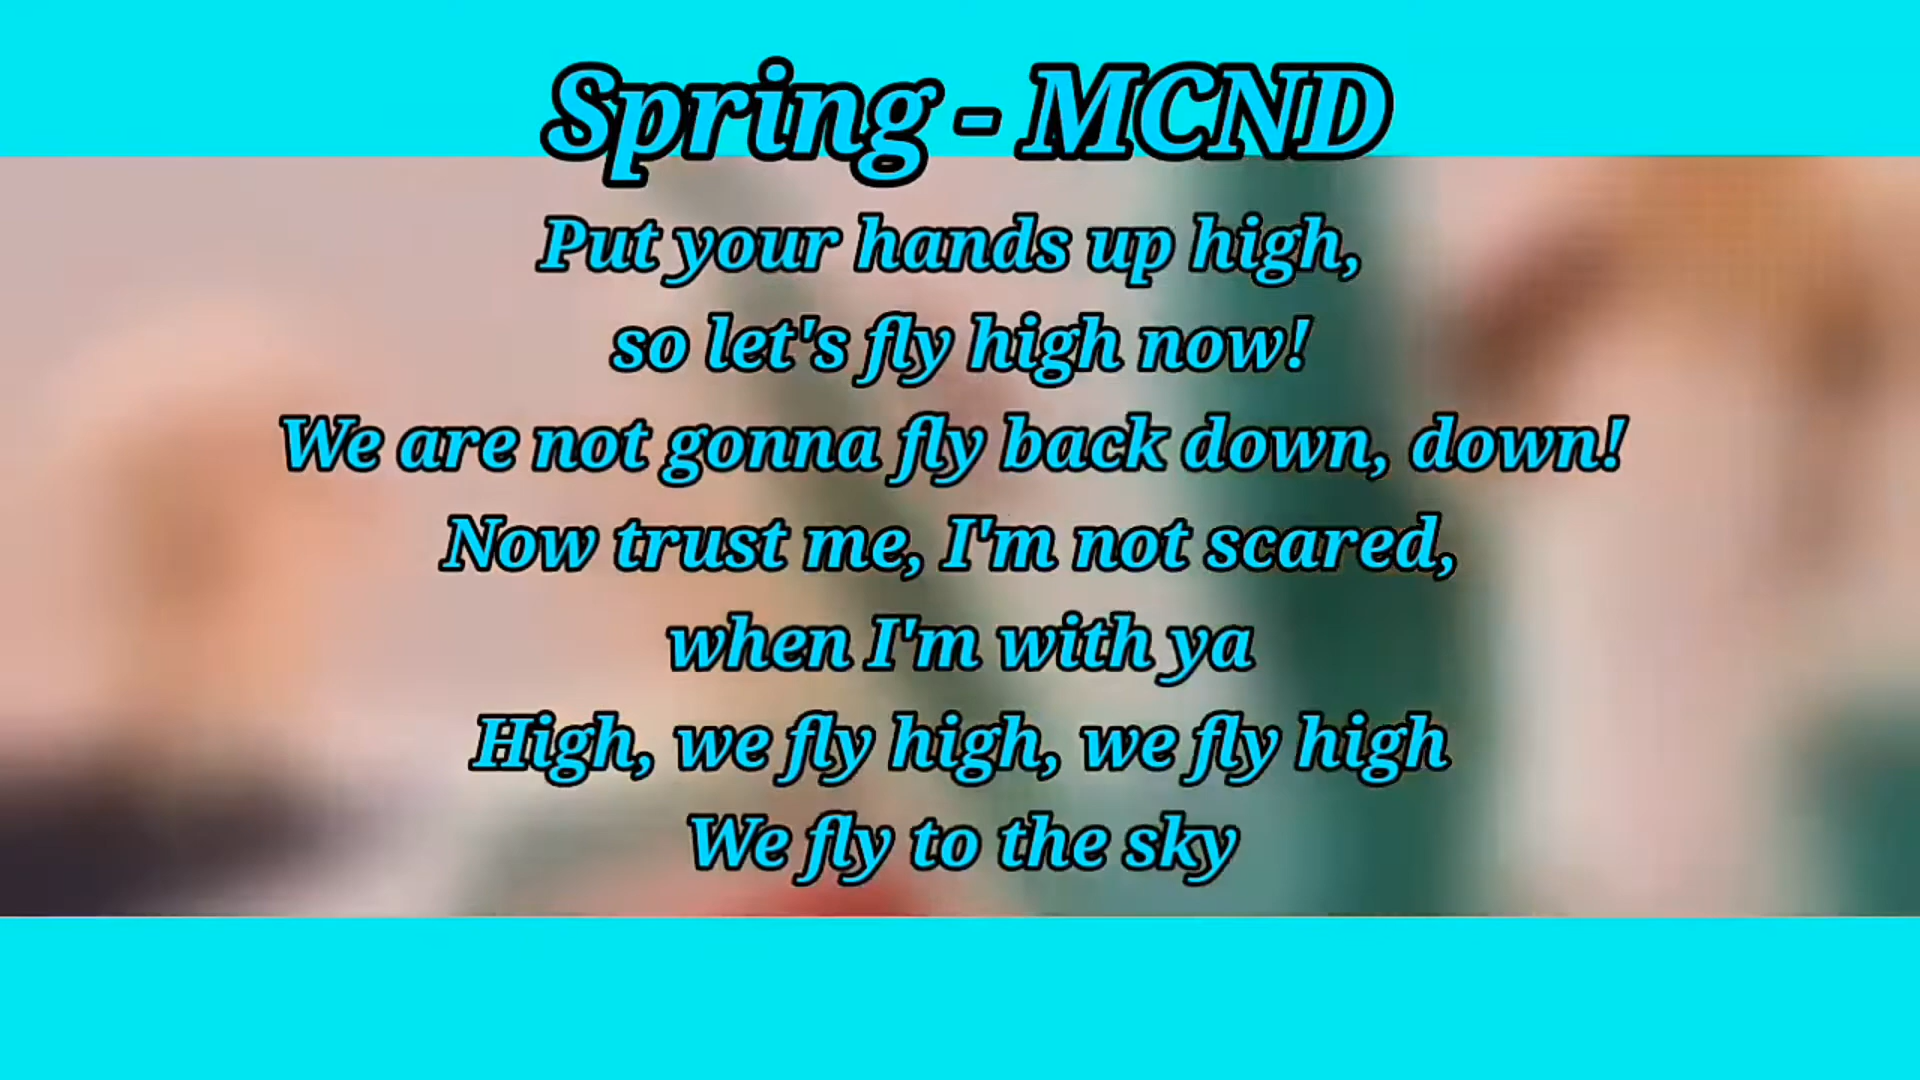 Spring - MCND
Put your hands up high,
so let's fly high now!
We are not gonna fly back down, down!
Now trust me, I'm not scared,
when I'm with ya
High, we fly high, we fly high
We fly to the sky